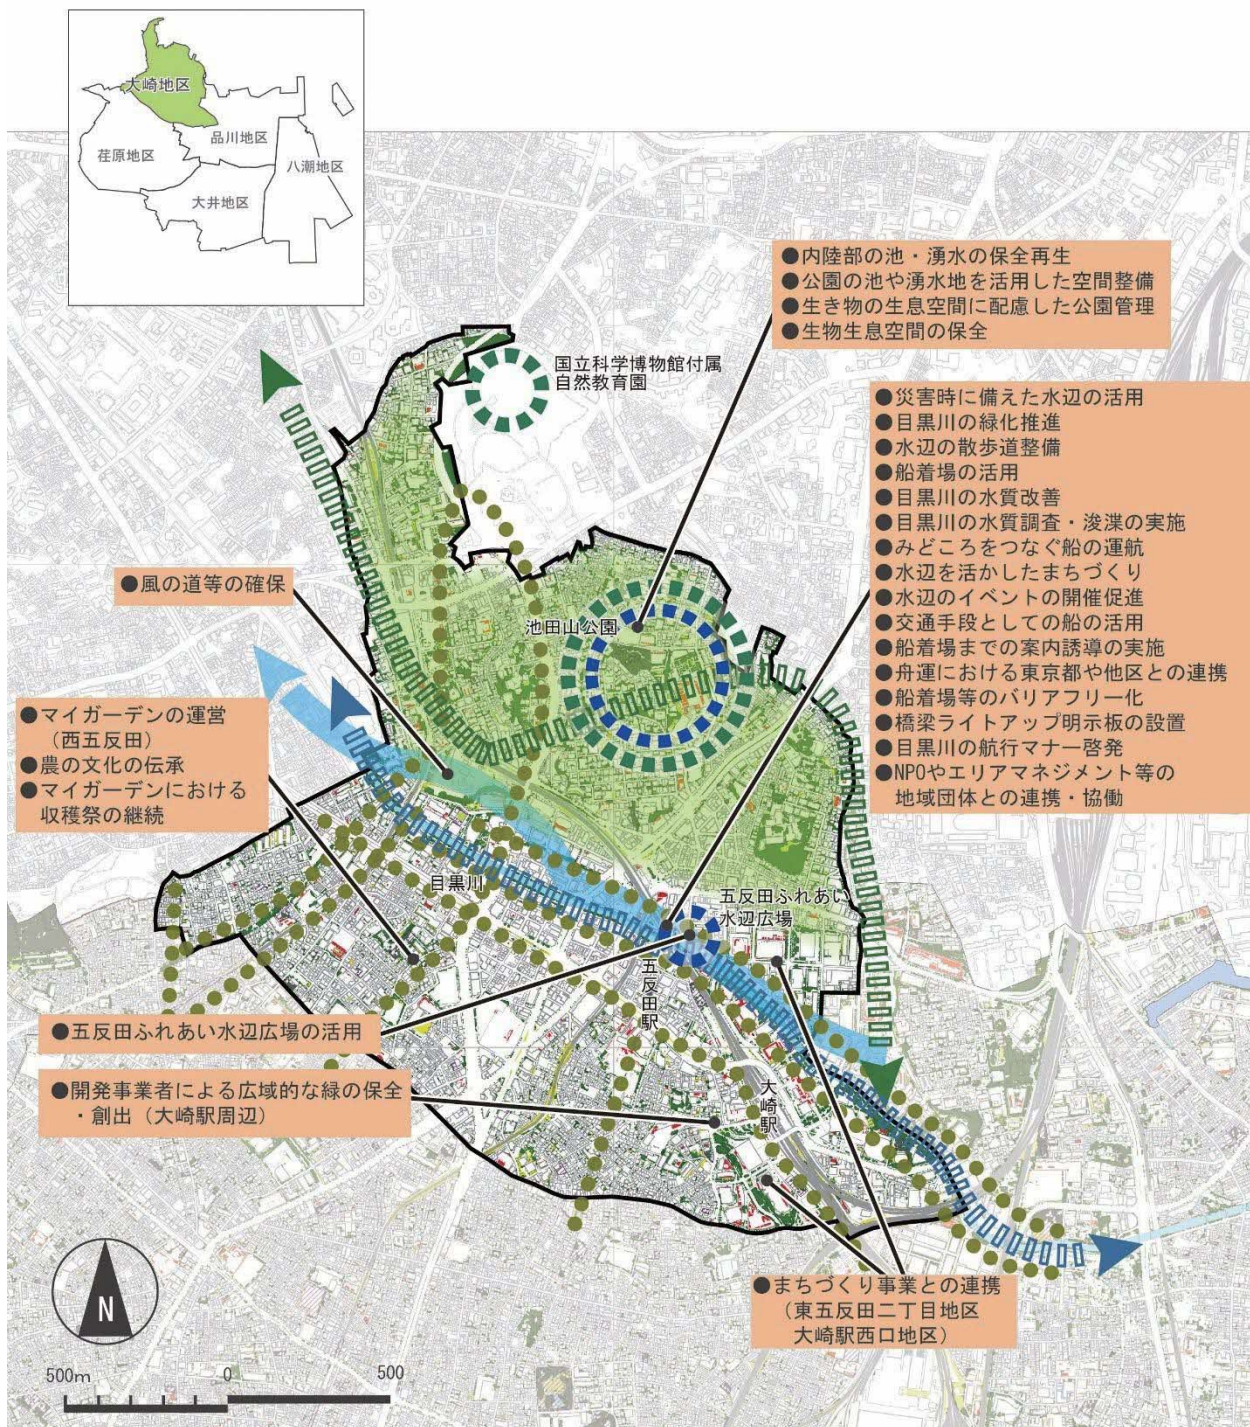 大崎地区
品川地区
荏原地区
八潮地区
大井地区
●内陸部の池・湧水の保全再生
●公園の池や湧水地を活用した空間整備
●生き物の生息空間に配慮した公園管理
●生物生息空間の保全
国立科学博物館付属
自然教育園
●災害時に備えた水辺の活用
●目黒川の緑化推進
●水辺の散歩道整備
●船着場の活用
●目黒川の水質改善
●目黒川の水質調査・浚渫の実施
●みどころをつなぐ船の運航
●水辺を活かしたまちづくり
●水辺のイベントの開催促進
●交通手段としての船の活用
●船着場までの案内誘導の実施
●舟運における東京都や他区との連携
●船着場等のバリアフリー化
●橋梁ライトアップ明示板の設置
●目黒川の航行マナー啓発
●NPOやエリアマネジメント等の
地域団体との連携・協働
●風の道等の確保
池田山公園
●マイガーデンの運営
（西五反田）
●農の文化の伝承
●マイガーデンにおける
収穫祭の継続
目黒川
五反田ふれあい
水辺広場
五反田駅
●五反田ふれあい水辺広場の活用
●開発事業者による広域的な緑の保全
・創出（大崎駅周辺）
大崎駅
●まちづくり事業との連携
（東五反田二丁目地区
大崎駅西口地区）
N
500m 0 500